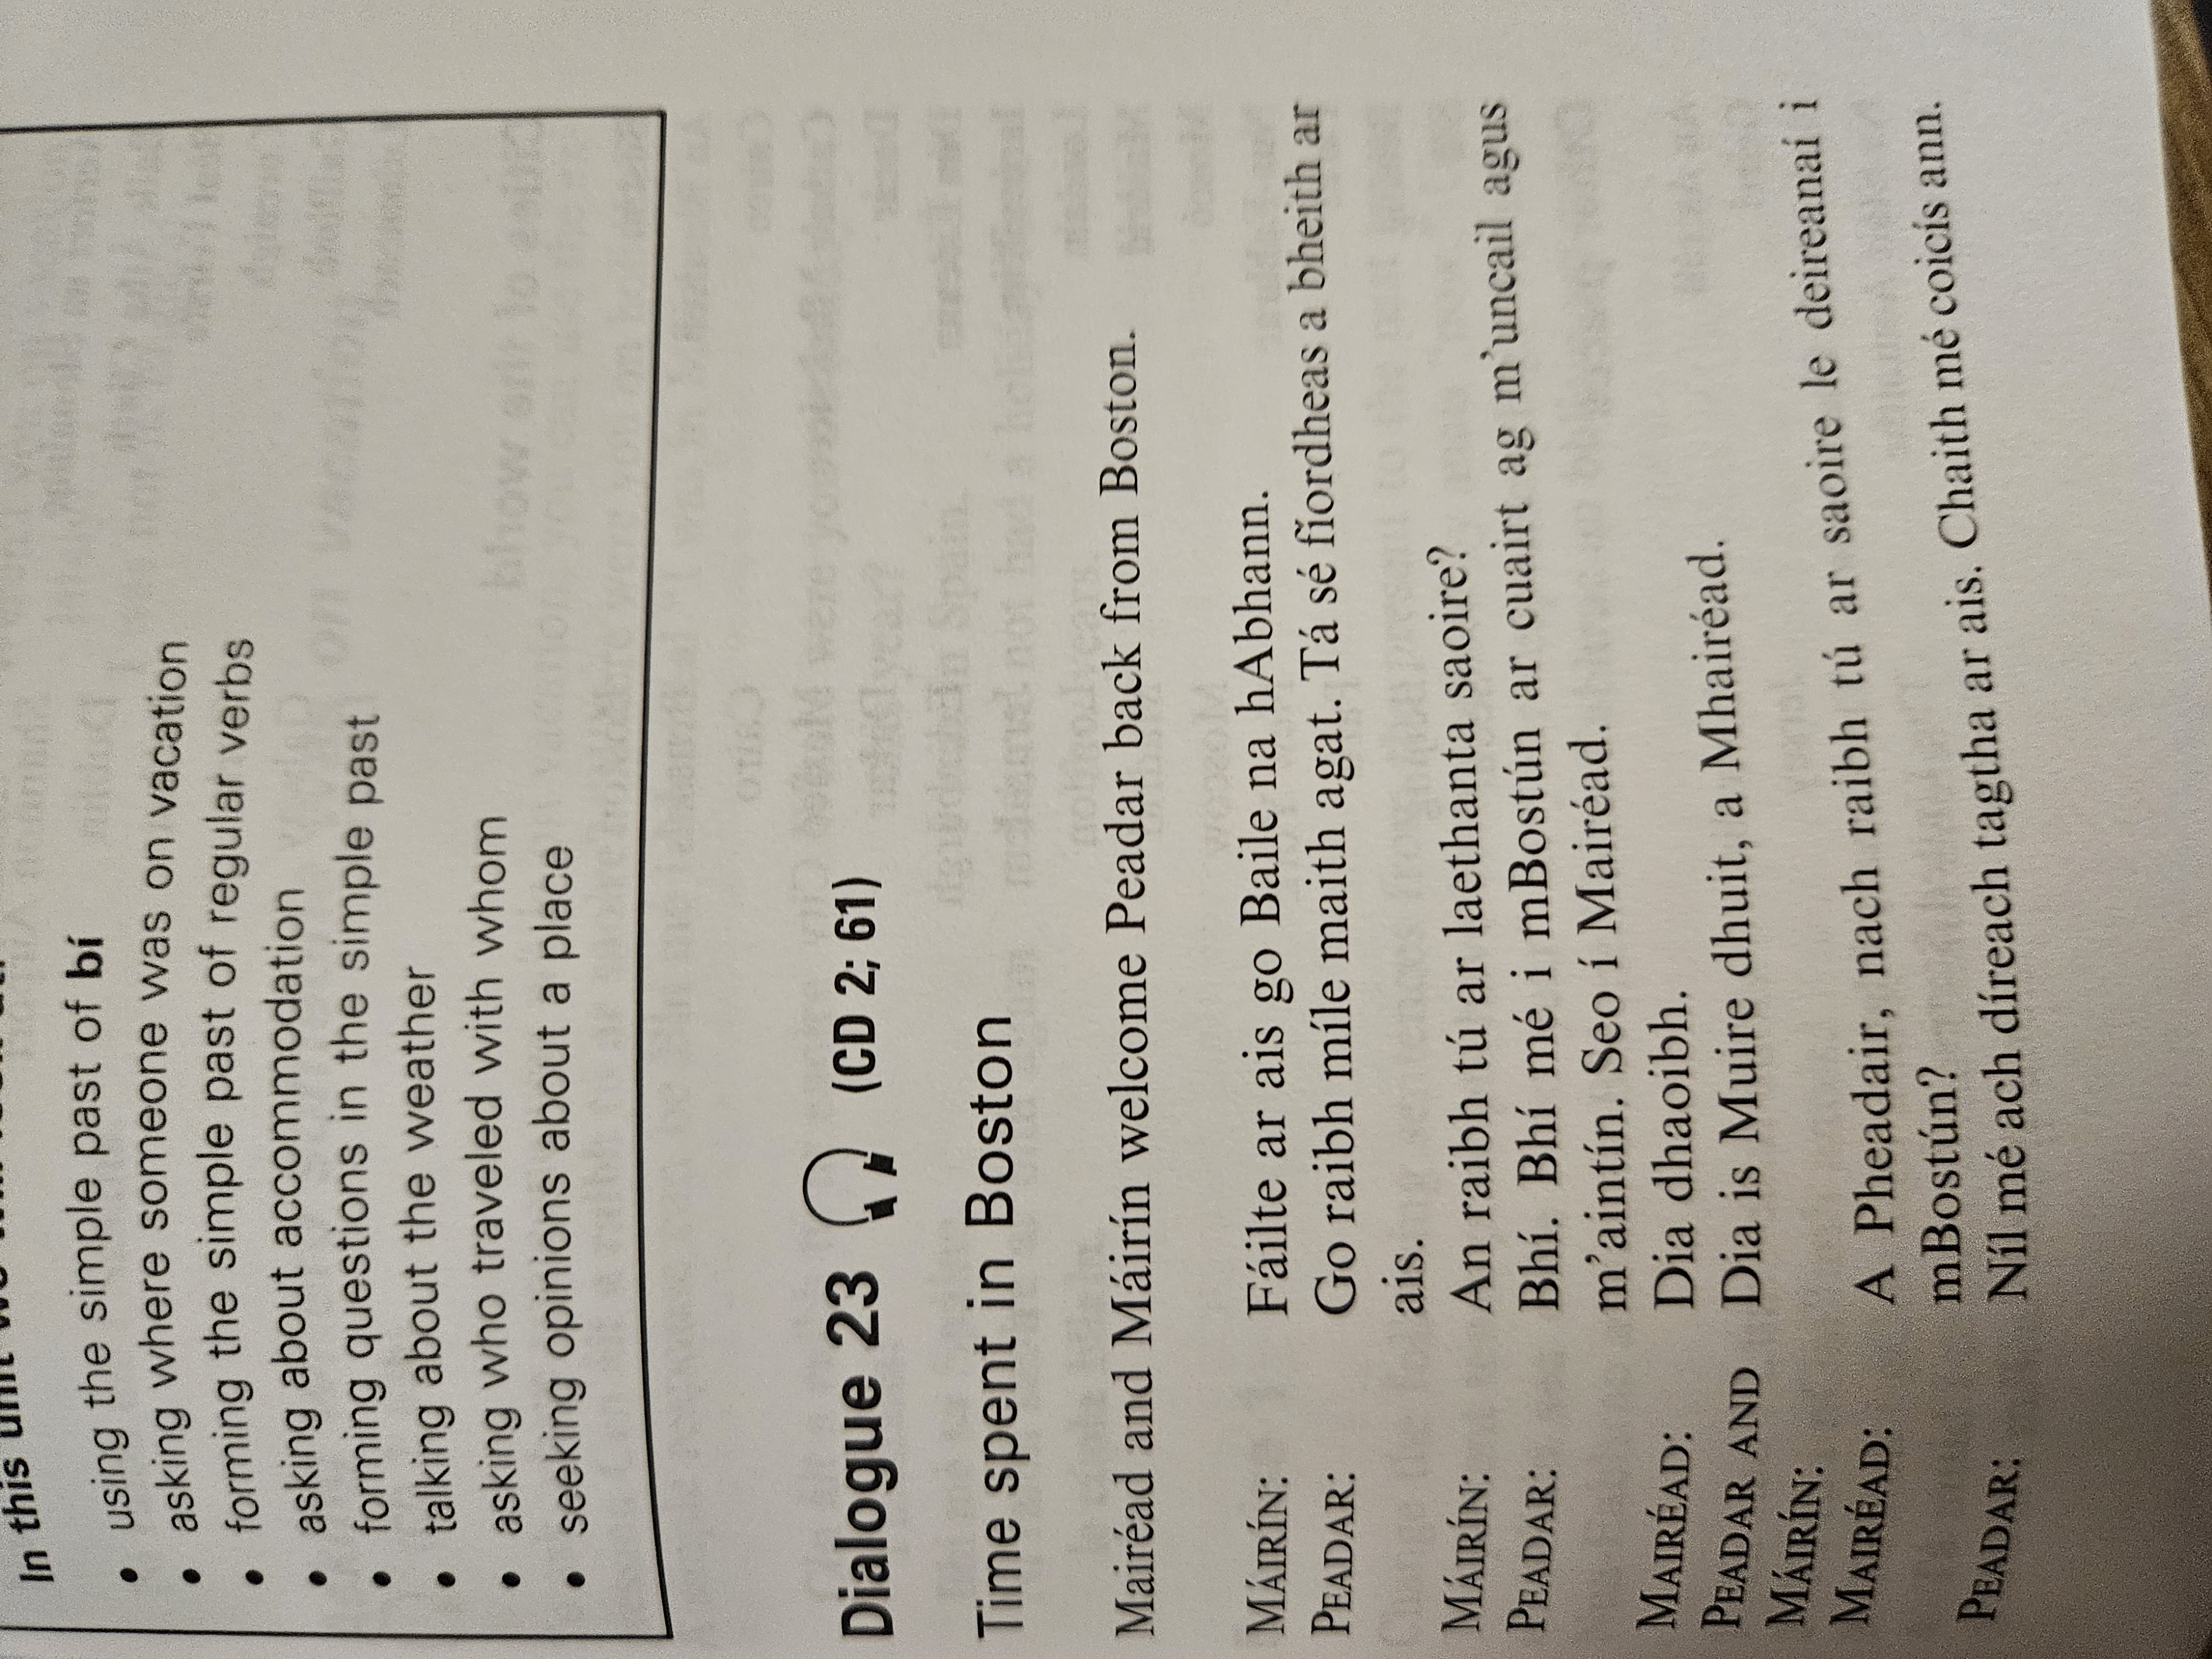 In this unit we
• using the simple past of bí
• asking where someone was on vacation
• forming the simple past of regular verbs
• asking about accommodation
• forming questions in the simple past
• talking about the weather
• asking who traveled with whom
• seeking opinions about a place
Dialogue 23 (CD 2; 61)
Time spent in Boston
Mairéad and Máirín welcome Peadar back from Boston.
MÁIRÍN: Fáilte ar ais go Baile na hAbhann.
PEADAR: Go raibh míle maith agat. Tá sé fíordheas a bheith ar
ais.
MÁIRÍN: An raibh tú ar laethanta saoire?
PEADAR: Bhí. Bhí mé i mBostún ar cuairt ag m'uncail agus
m'aintín. Seo í Mairéad.
MAIRÉAD: Dia dhaoibh.
PEADAR AND Dia is Muire dhuit, a Mhairéad.
MÁIRÍN:
MAIRÉAD: A Pheadair, nach raibh tú ar saoire le deireanaí i
mBostún?
PEADAR: Níl mé ach díreach tagtha ar ais. Chaith mé coicís ann.